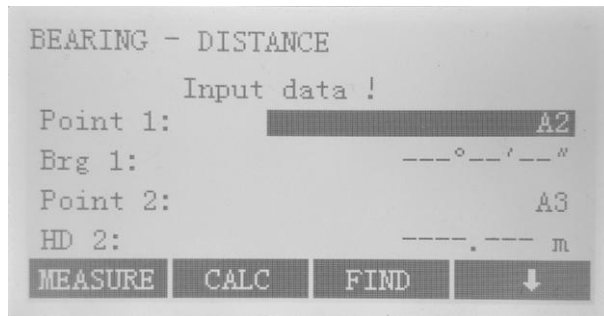 BEARING - DISTANCE
Input data !
Point 1: A2
Brg 1: ---°--'--"
Point 2: A3
HD 2: ----.--- m
MEASURE CALC FIND ⬇